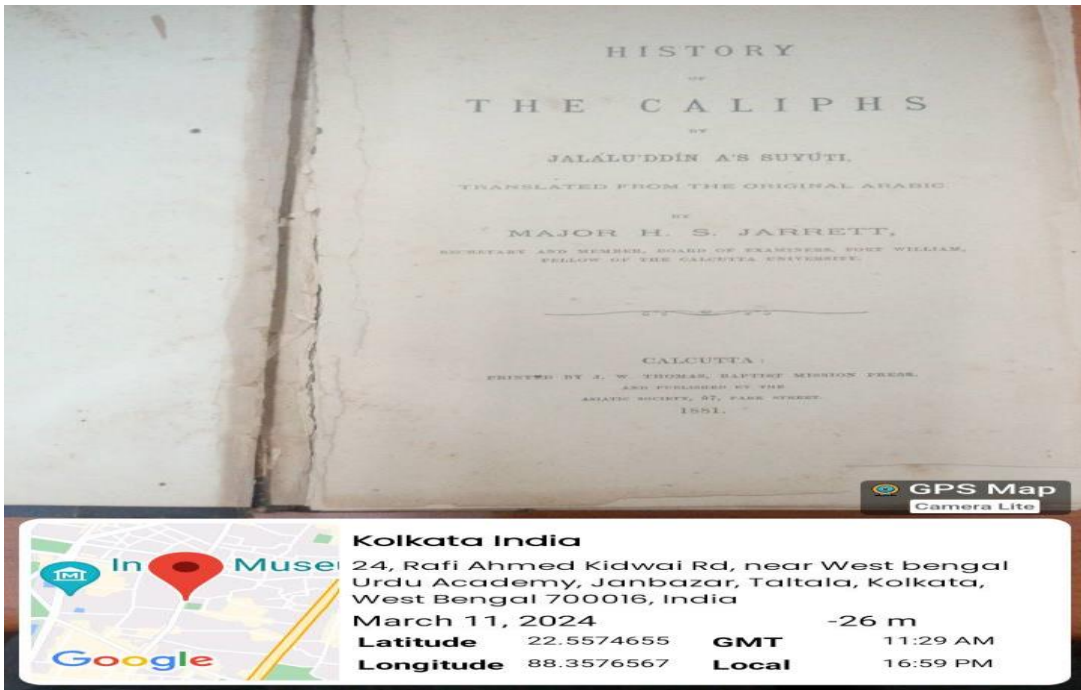 HISTORY
OF
THE CALIPHS
BY
JALÁLU'DDÍN A'S SUYÚTI.
TRANSLATED FROM THE ORIGINAL ARABIC
BY
MAJOR H. S. JARRETT,
SECRETARY AND MEMBER, BOARD OF EXAMINERS, FORT WILLIAM,
FELLOW OF THE CALCUTTA UNIVERSITY.
CALCUTTA:
PRINTED BY J. W. THOMAS, BAPTIST MISSION PRESS,
AND PUBLISHED BY THE
ASIATIC SOCIETY, 57, PARK STREET.
1881.
GPS Map
Camera Lite
In Muse
Google
Kolkata India
24, Rafi Ahmed Kidwai Rd, near West bengal
Urdu Academy, Janbazar, Taltala, Kolkata,
West Bengal 700016, India
March 11, 2024 -26 m
Latitude 22.5574655 GMT 11:29 AM
Longitude 88.3576567 Local 16:59 PM